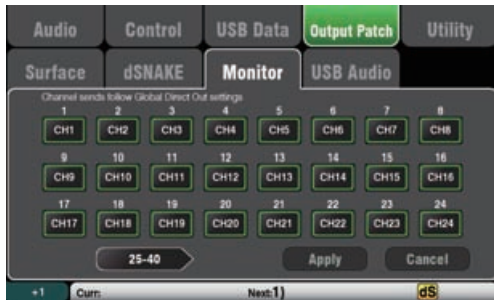 Audio Control USB Data Output Patch Utility
Surface dSNAKE Monitor USB Audio
Channel sends follow Global Direct Out settings
1 2 3 4 5 6 7 8
CH1 CH2 CH3 CH4 CH5 CH6 CH7 CH8
9 10 11 12 13 14 15 16
CH9 CH10 CH11 CH12 CH13 CH14 CH15 CH16
17 18 19 20 21 22 23 24
CH17 CH18 CH19 CH20 CH21 CH22 CH23 CH24
25-40 Apply Cancel
+1 Curr: Next:1) dS